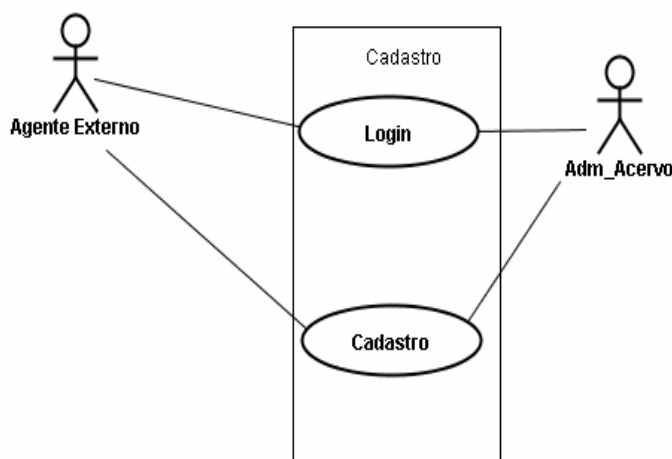 Cadastro
Agente Externo
Login
Adm_Acervo
Cadastro